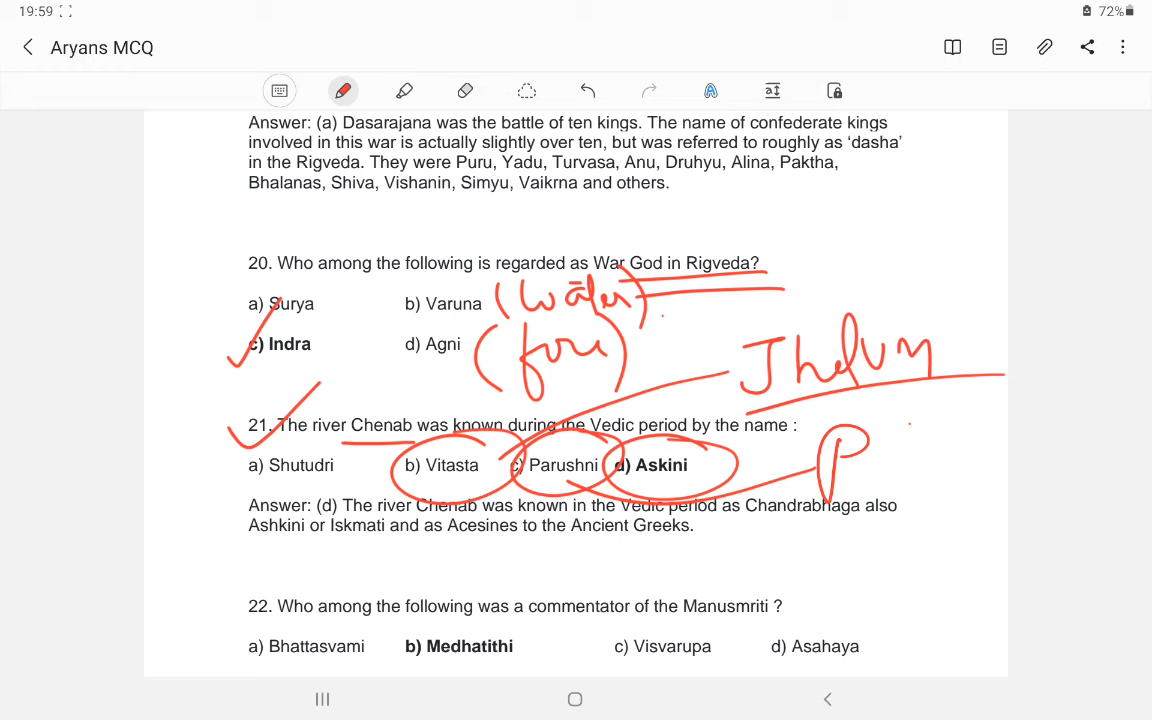 19:59
72%
Aryans MCQ
Answer: (a) Dasarajana was the battle of ten kings. The name of confederate kings
involved in this war is actually slightly over ten, but was referred to roughly as ‘dasha’
in the Rigveda. They were Puru, Yadu, Turvasa, Anu, Druhyu, Alina, Paktha,
Bhalanas, Shiva, Vishanin, Simyu, Vaikrna and others.
20. Who among the following is regarded as War God in Rigveda?
a) Surya b) Varuna (Water)
c) Indra d) Agni (fire)
Jhelum
21. The river Chenab was known during the Vedic period by the name :
a) Shutudri b) Vitasta c) Parushni d) Askini P
Answer: (d) The river Chenab was known in the Vedic period as Chandrabhaga also
Ashkini or Iskmati and as Acesines to the Ancient Greeks.
22. Who among the following was a commentator of the Manusmriti ?
a) Bhattasvami b) Medhatithi c) Visvarupa d) Asahaya